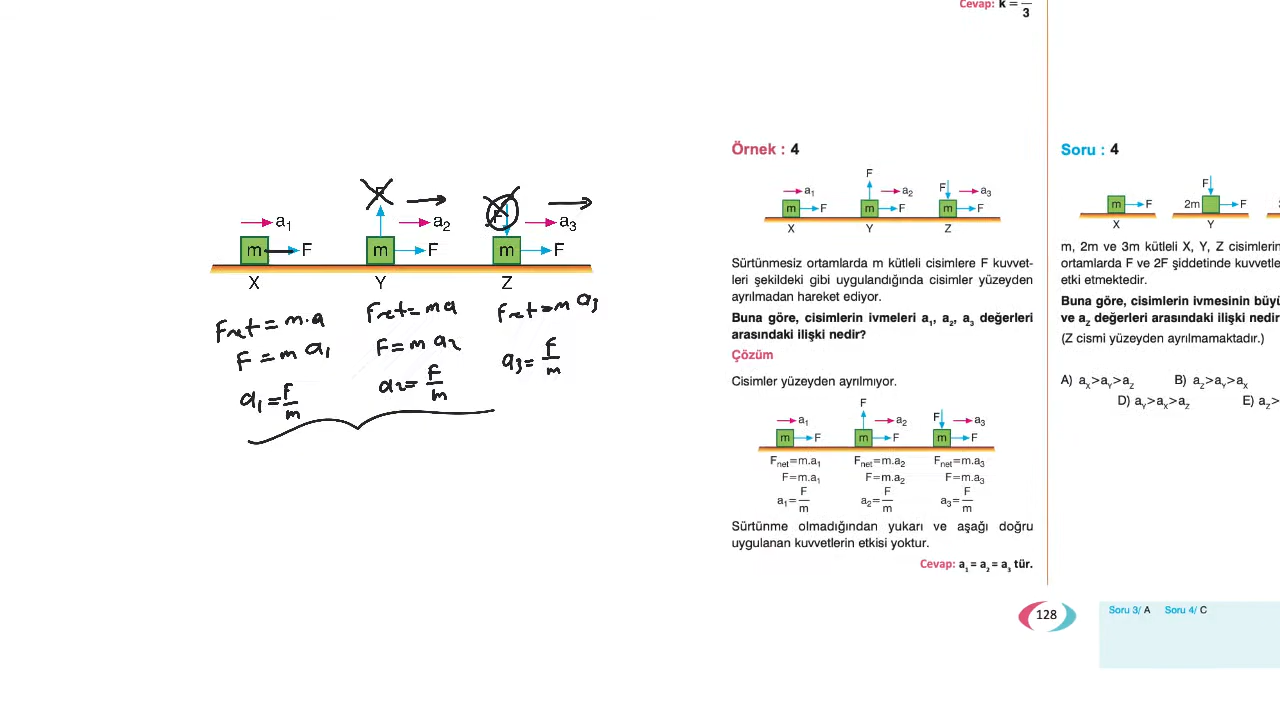 Cevap: k = 
3
F
F
a₁
a₂
a₃
m
F
m
F
m
F
X
Y
Z
Fnet = m.a
F = m a₁
a₁ = F/m
Fnet = ma
F = m a₂
a₂ = F/m
Fnet = m a₃
a₃ = F/m
Örnek : 4
F
F
a₁
a₂
a₃
m
F
m
F
m
F
X
Y
Z
Sürtünmesiz ortamlarda m kütleli cisimlere F kuvvet-
leri şekildeki gibi uygulandığında cisimler yüzeyden
ayrılmadan hareket ediyor.
Buna göre, cisimlerin ivmeleri a₁, a₂, a₃ değerleri
arasındaki ilişki nedir?
Çözüm
Cisimler yüzeyden ayrılmıyor.
F
F
a₁
a₂
a₃
m
F
m
F
m
F
Fnet=m.a₁ Fnet=m.a₂ Fnet=m.a₃
F=m.a₁ F=m.a₂ F=m.a₃
a₁=F/m a₂=F/m a₃=F/m
Sürtünme olmadığından yukarı ve aşağı doğru
uygulanan kuvvetlerin etkisi yoktur.
Cevap: a₁ = a₂ = a₃ tür.
128
Soru : 4
F
m
F
2m
F
X
Y
m, 2m ve 3m kütleli X, Y, Z cisimlerin
ortamlarda F ve 2F şiddetinde kuvvetle
etki etmektedir.
Buna göre, cisimlerin ivmesinin büyü
ve aZ değerleri arasındaki ilişki nedir
(Z cismi yüzeyden ayrılmamaktadır.)
A) aX>aY>aZ B) aZ>aY>aX
D) aY>aX>aZ E) aZ>
Soru 3/ A Soru 4/ C